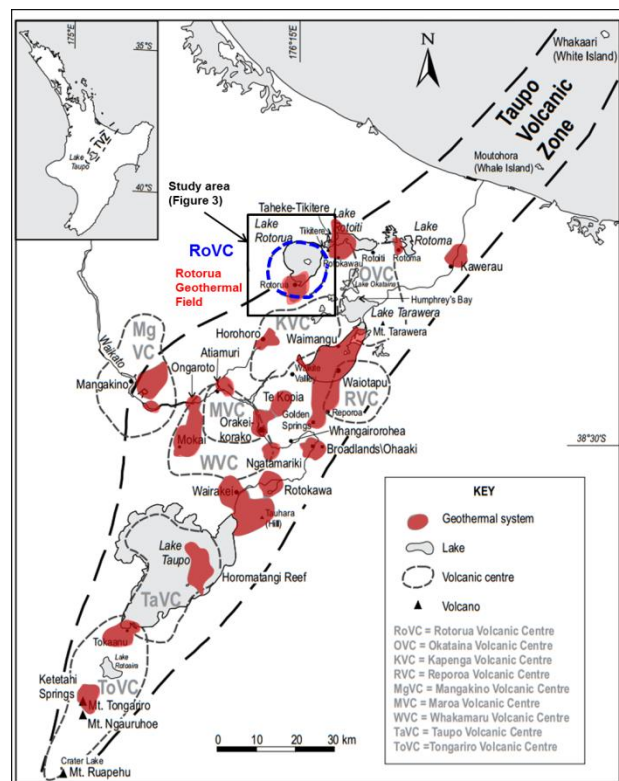 175°E
35°S
TVZ
Lake
Taupo
40°S
176°15'E
N
Whakaari
(White Island)
Taupo
Volcanic
Zone
Moutohora
(Whale Island)
Study area
(Figure 3)
Taheke-Tikitere
Lake
Rotorua
Lake
Rotoiti
Tikitere
Lake
Rotoma
RoVC
Rotokawau
Rotoiti
Rotoma
Kawerau
Rotorua
Geothermal
Field
OVC
Lake Okataina
Rotorua
Humphrey's Bay
KVC
Lake Tarawera
Mt. Tarawera
Horohoro
Waimangu
Mg
VC
Waikato
Atiamuri
Ongaroto
Mangakino
Waikite
Valley
Waiotapu
RVC
MVC
Te Kopia
Reporoa
Orakei
korako
Golden
Springs
Whangairorohea
38°30'S
Mokai
Broadlands\Ohaaki
WVC
Ngatamariki
Wairakei
Rotokawa
Tauhara
(Hill)
Lake
Taupo
Horomatangi Reef
TaVC
Tokaanu
Lake
Rotoaira
Ketetahi
Springs
ToVC
Mt. Tongariro
Mt. Ngauruhoe
Crater Lake
Mt. Ruapehu
0
10
20
30 km
KEY
Geothermal system
Lake
Volcanic centre
Volcano
RoVC = Rotorua Volcanic Centre
OVC = Okataina Volcanic Centre
KVC = Kapenga Volcanic Centre
RVC = Reporoa Volcanic Centre
MgVC = Mangakino Volcanic Centre
MVC = Maroa Volcanic Centre
WVC = Whakamaru Volcanic Centre
TaVC = Taupo Volcanic Centre
ToVC =Tongariro Volcanic Centre